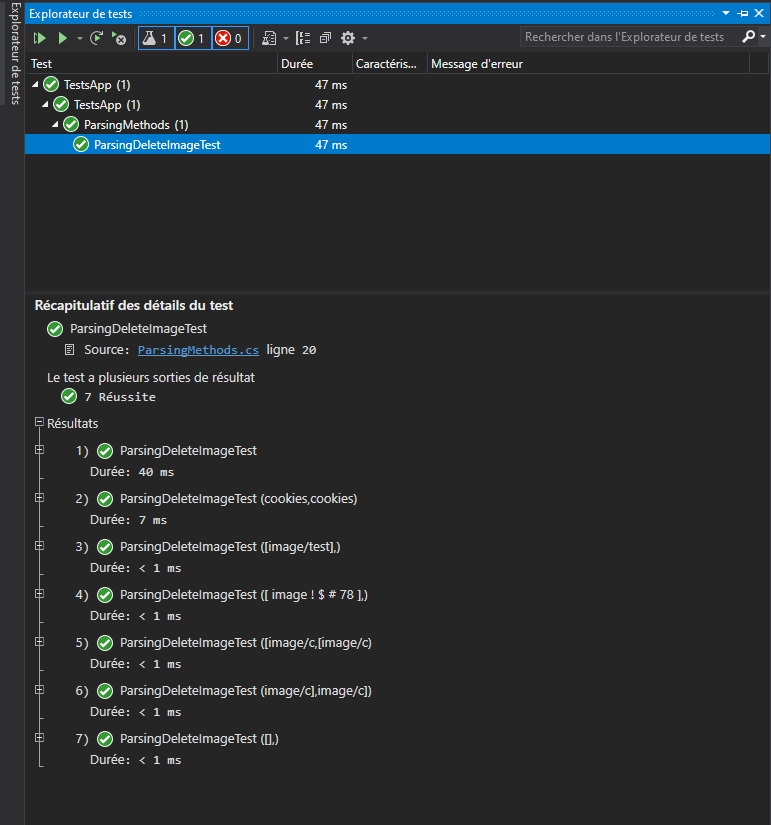 Explorateur de tests
Explorateur de tests
1 1 0
Rechercher dans l'Explorateur de tests
Test Durée Caractéris... Message d'erreur
TestsApp (1) 47 ms
TestsApp (1) 47 ms
ParsingMethods (1) 47 ms
ParsingDeleteImageTest 47 ms
Récapitulatif des détails du test
ParsingDeleteImageTest
Source: ParsingMethods.cs ligne 20
Le test a plusieurs sorties de résultat
7 Réussite
Résultats
1) ParsingDeleteImageTest
Durée: 40 ms
2) ParsingDeleteImageTest (cookies,cookies)
Durée: 7 ms
3) ParsingDeleteImageTest ([image/test],)
Durée: < 1 ms
4) ParsingDeleteImageTest ([ image ! $ # 78 ],)
Durée: < 1 ms
5) ParsingDeleteImageTest ([image/c,[image/c)
Durée: < 1 ms
6) ParsingDeleteImageTest (image/c],image/c])
Durée: < 1 ms
7) ParsingDeleteImageTest ([],)
Durée: < 1 ms